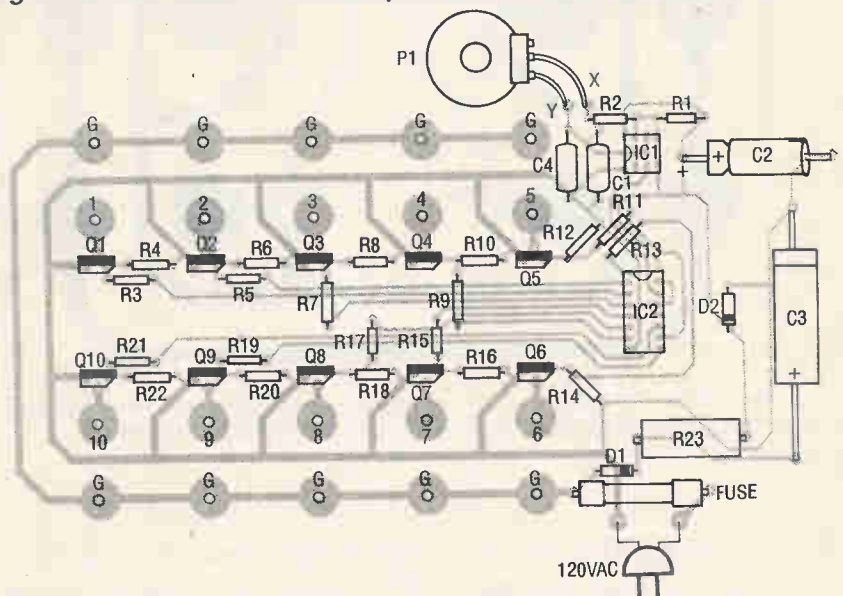 P1
X
Y
R2
R1
G G G G G
C4
C1
IC1
+
C2
+
1 2 3 4 5
R11
R12
R13
Q1 R4 Q2 R6 Q3 R8 Q4 R10 Q5
R3 R5 R7 R9
IC2
D2
C3
R17 R15
R21 R19
Q10 Q9 Q8 Q7 Q6
R22 R20 R18 R16 R14
+
10 9 8 7 6
R23
D1
G G G G G
FUSE
120VAC